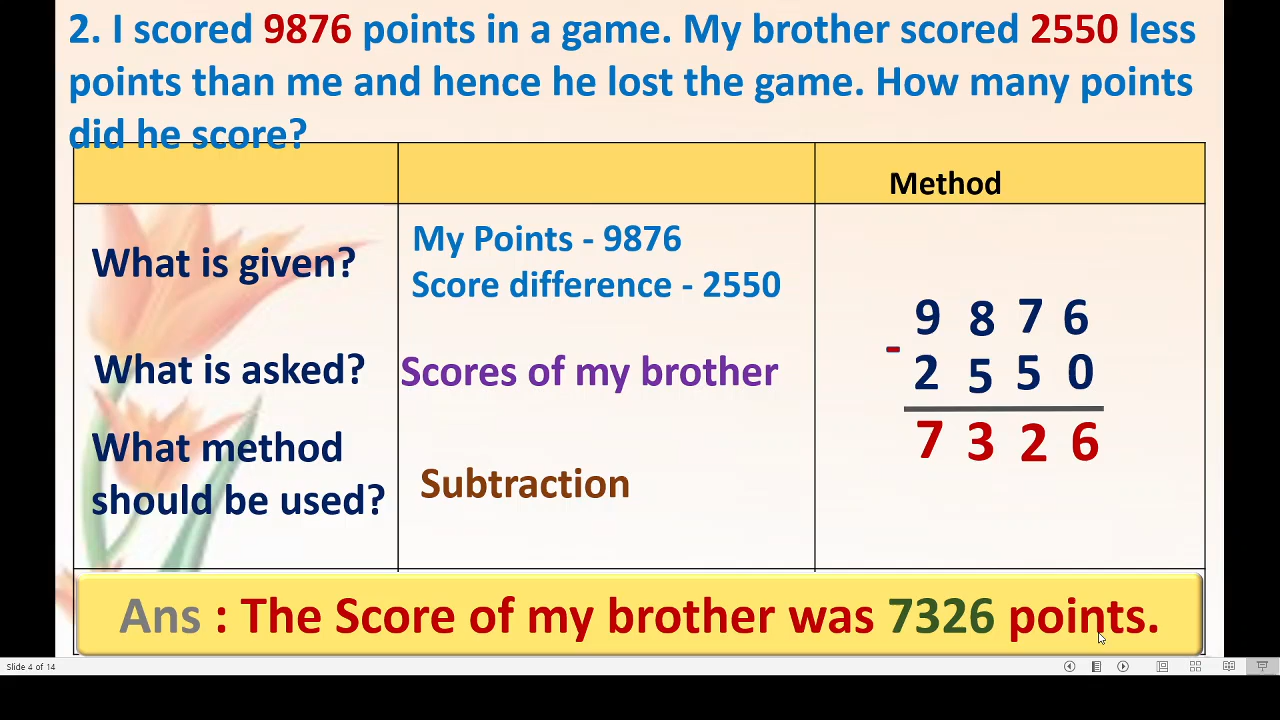 2. I scored 9876 points in a game. My brother scored 2550 less
points than me and hence he lost the game. How many points
did he score?
Method
What is given?
My Points - 9876
Score difference - 2550
What is asked?
Scores of my brother
What method
should be used?
Subtraction
9 8 7 6
- 2 5 5 0
7 3 2 6
Ans : The Score of my brother was 7326 points.
Slide 4 of 14